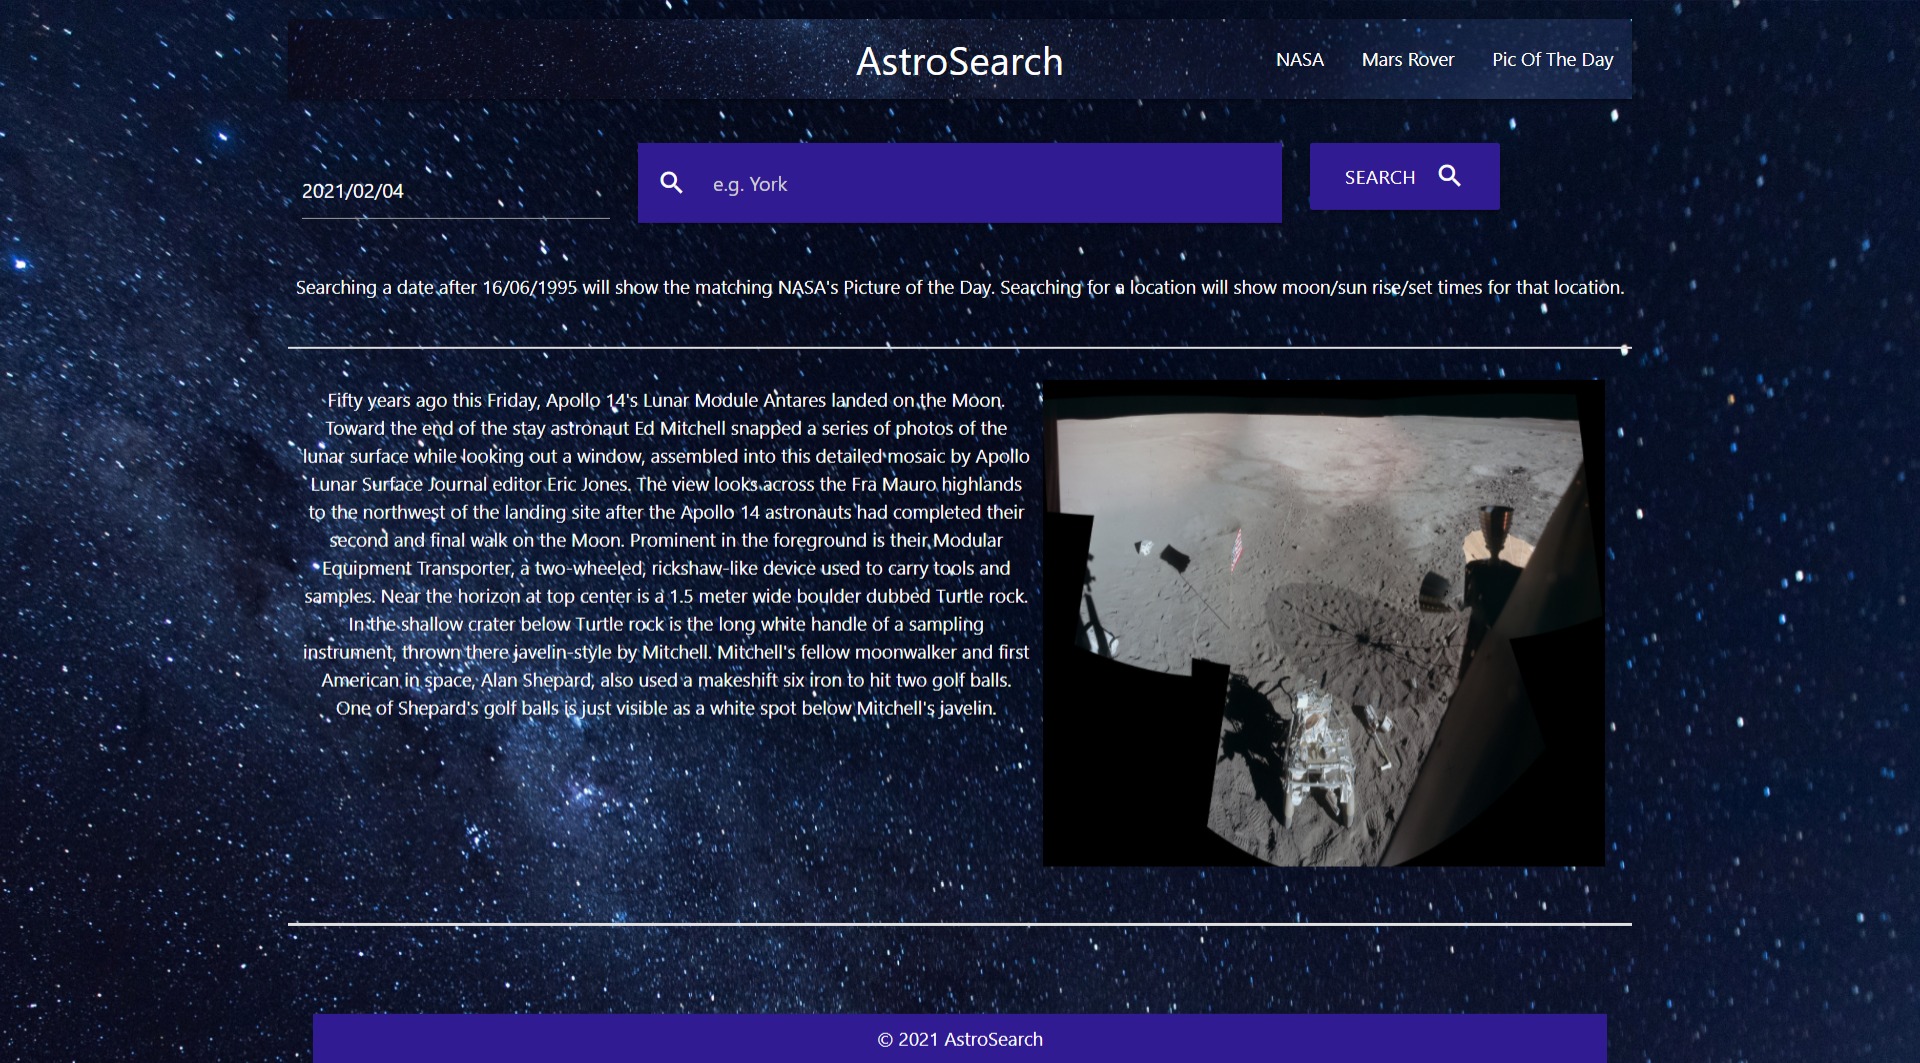 AstroSearch
NASA Mars Rover Pic Of The Day
2021/02/04
e.g. York
SEARCH
Searching a date after 16/06/1995 will show the matching NASA's Picture of the Day. Searching for a location will show moon/sun rise/set times for that location.
Fifty years ago this Friday, Apollo 14's Lunar Module Antares landed on the Moon.
Toward the end of the stay astronaut Ed Mitchell snapped a series of photos of the
lunar surface while looking out a window, assembled into this detailed mosaic by Apollo
Lunar Surface Journal editor Eric Jones. The view looks across the Fra Mauro highlands
to the northwest of the landing site after the Apollo 14 astronauts had completed their
second and final walk on the Moon. Prominent in the foreground is their Modular
Equipment Transporter, a two-wheeled, rickshaw-like device used to carry tools and
samples. Near the horizon at top center is a 1.5 meter wide boulder dubbed Turtle rock.
In the shallow crater below Turtle rock is the long white handle of a sampling
instrument, thrown there javelin-style by Mitchell. Mitchell's fellow moonwalker and first
American in space, Alan Shepard, also used a makeshift six iron to hit two golf balls.
One of Shepard's golf balls is just visible as a white spot below Mitchell's javelin.
© 2021 AstroSearch